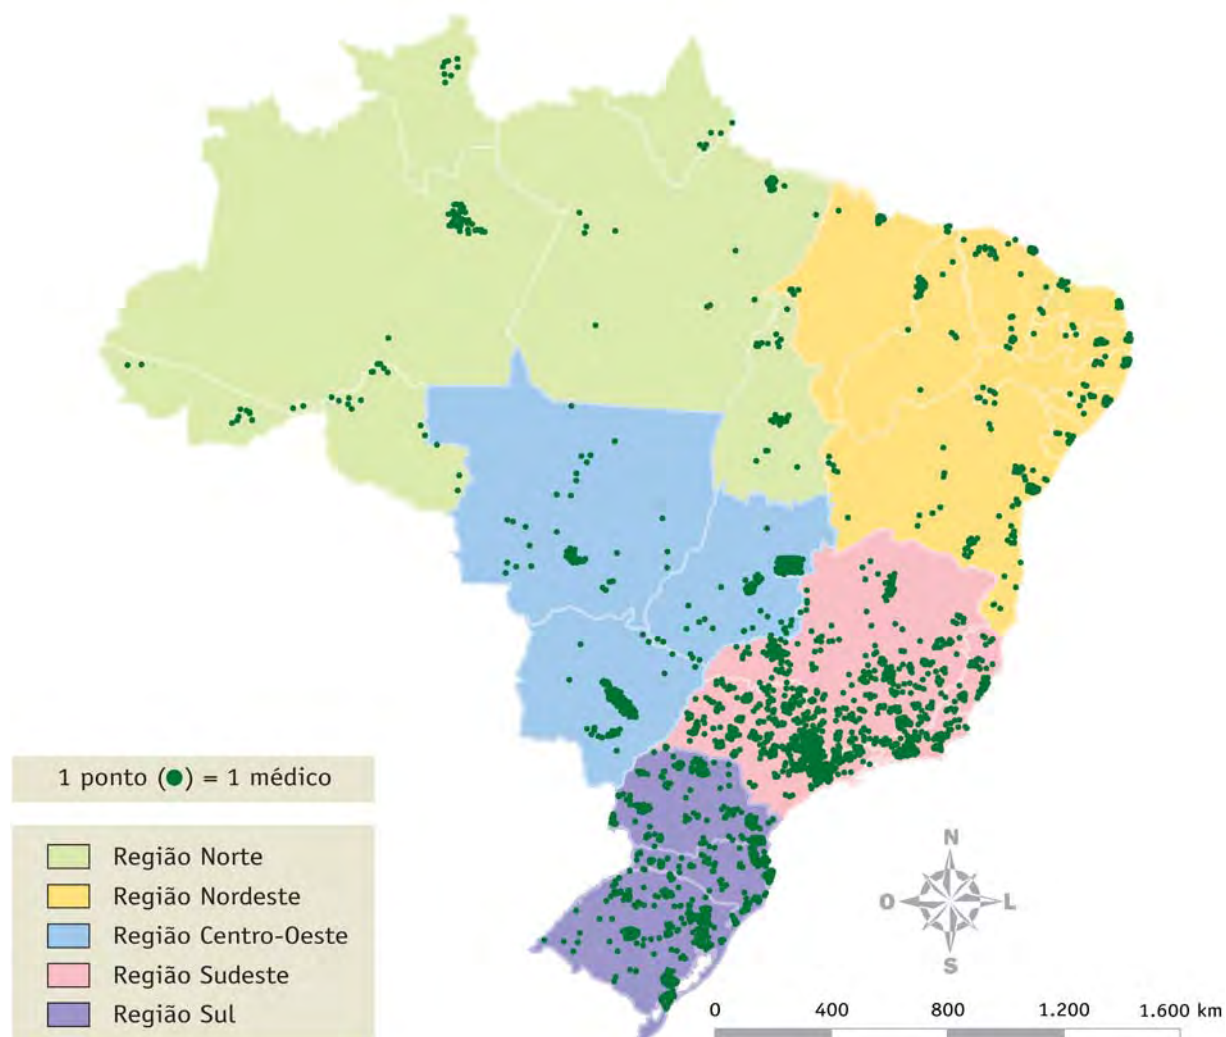 1 ponto (●) = 1 médico
Região Norte
Região Nordeste
Região Centro-Oeste
Região Sudeste
Região Sul
N
O L
S
0 400 800 1.200 1.600 km